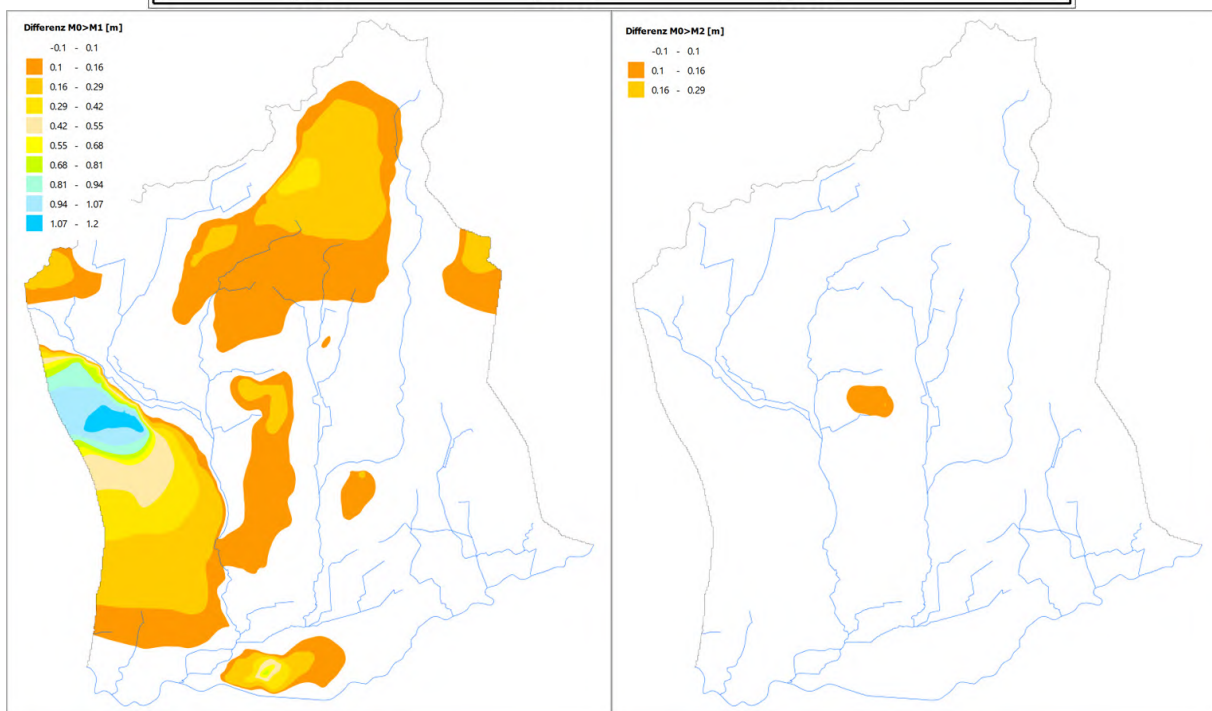 Differenz M0>M1 [m]
-0.1 - 0.1
0.1 - 0.16
0.16 - 0.29
0.29 - 0.42
0.42 - 0.55
0.55 - 0.68
0.68 - 0.81
0.81 - 0.94
0.94 - 1.07
1.07 - 1.2
Differenz M0>M2 [m]
-0.1 - 0.1
0.1 - 0.16
0.16 - 0.29